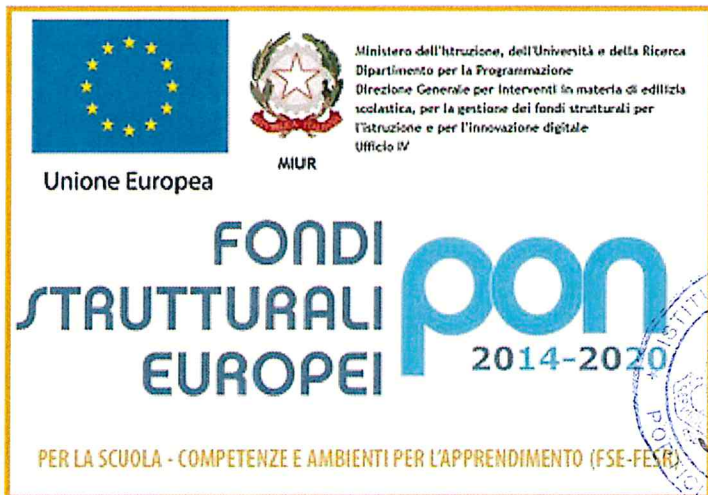 Unione Europea
MIUR
Ministero dell'Istruzione, dell'Università e della Ricerca
Dipartimento per la Programmazione
Direzione Generale per interventi in materia di edilizia
scolastica, per la gestione dei fondi strutturali per
l'istruzione e per l'innovazione digitale
Ufficio IV
FONDI
STRUTTURALI
EUROPEI
pon
2014-2020
PER LA SCUOLA - COMPETENZE E AMBIENTI PER L'APPRENDIMENTO (FSE-FESR)